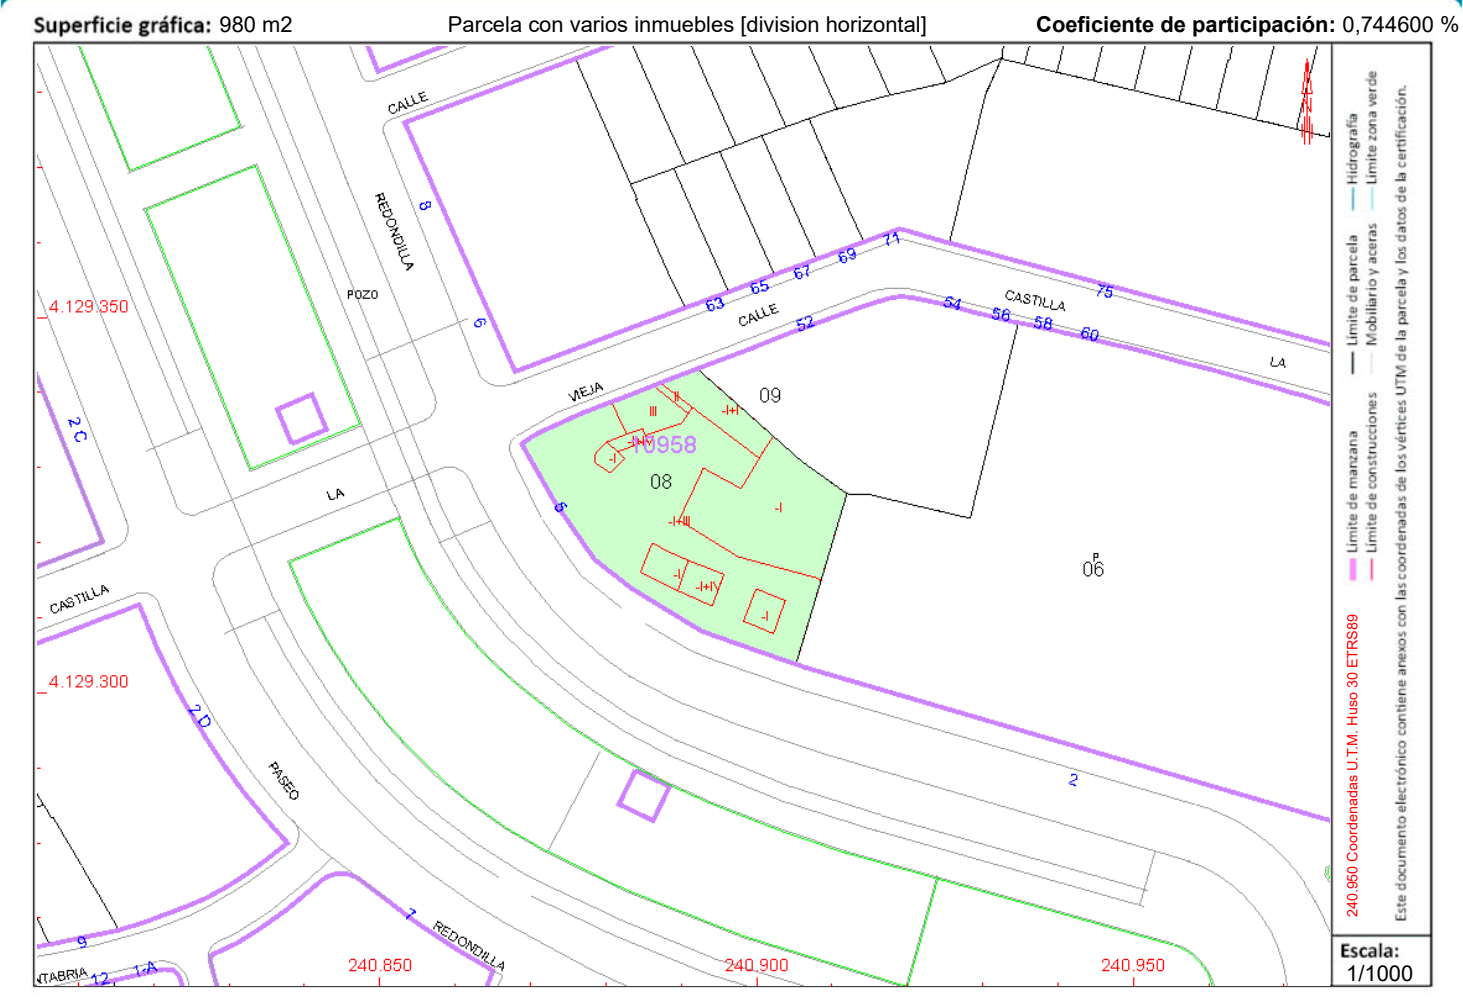 Superficie gráfica: 980 m2
Parcela con varios inmuebles [division horizontal]
Coeficiente de participación: 0,744600 %
CALLE
REDONDILLA
8
POZO
6
4.129.350
63
65
67
69
71
75
CALLE
52
CASTILLA
54
56
58
60
LA
VIEJA
09
II
III
-I+I
10958
-I
08
5
-I
-I+III
-I
-I+IV
-I
P
06
2 C
LA
CASTILLA
4.129.300
2 D
PASEO
2
9
7
REDONDILLA
NTABRIA
12
1-A
240.850
240.900
240.950
Hidrografía
Límite zona verde
Límite de parcela
Mobiliario y aceras
Límite de manzana
Límite de construcciones
240.950 Coordenadas U.T.M. Huso 30 ETRS89
Este documento electrónico contiene anexos con las coordenadas de los vértices UTM de la parcela y los datos de la certificación.
Escala:
1/1000